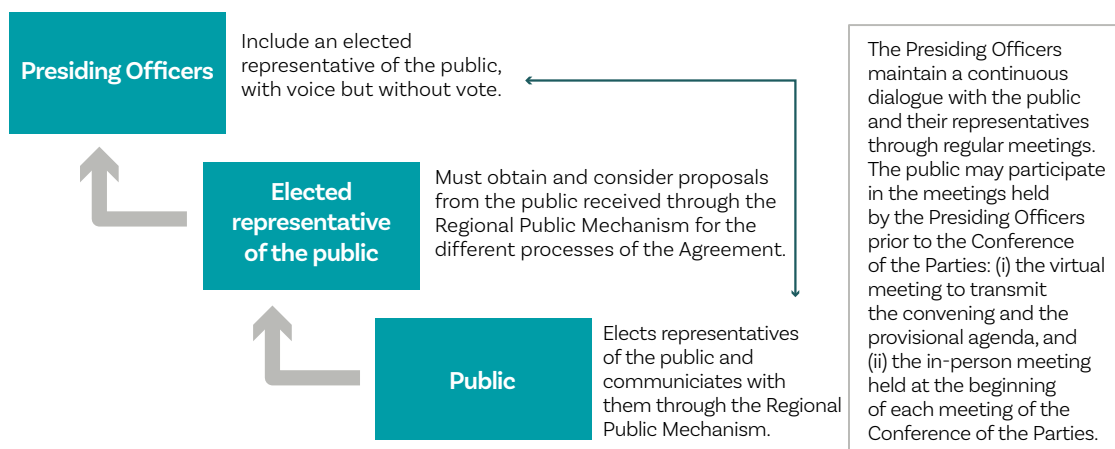 Presiding Officers
Include an elected
representative of the public,
with voice but without vote.
Elected
representative
of the public
Must obtain and consider proposals
from the public received through the
Regional Public Mechanism for the
different processes of the Agreement.
Public
Elects representatives
of the public and
communiciates with
them through the Regional
Public Mechanism.
The Presiding Officers
maintain a continuous
dialogue with the public
and their representatives
through regular meetings.
The public may participate
in the meetings held
by the Presiding Officers
prior to the Conference
of the Parties: (i) the virtual
meeting to transmit
the convening and the
provisional agenda, and
(ii) the in-person meeting
held at the beginning
of each meeting of the
Conference of the Parties.